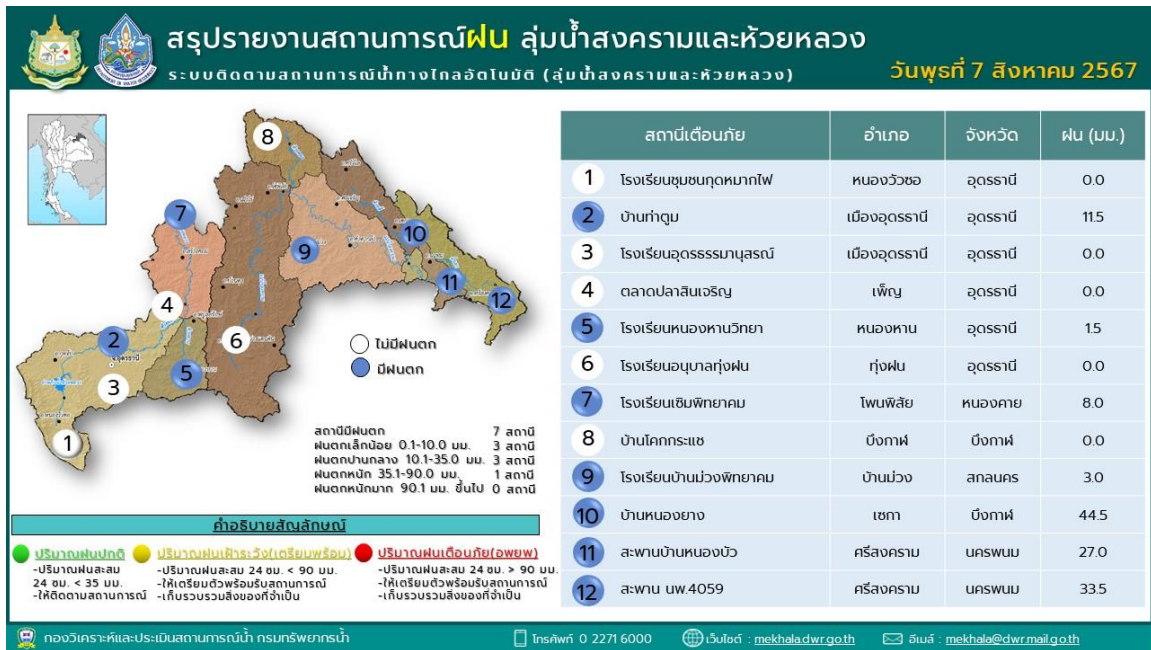 สรุปรายงานสถานการณ์ฝน ลุ่มน้ำสงครามและห้วยหลวง
ระบบติดตามสถานการณ์น้ำทางไกลอัตโนมัติ (ลุ่มน้ำสงครามและห้วยหลวง)
วันพุธที่ 7 สิงหาคม 2567
8
7
10
9
11
12
4
2
6
5
3
1
อ.อุดรธานี
ไม่มีฝนตก
มีฝนตก
สถานีมีฝนตก 7 สถานี
ฝนตกเล็กน้อย 0.1-10.0 มม. 3 สถานี
ฝนตกปานกลาง 10.1-35.0 มม. 3 สถานี
ฝนตกหนัก 35.1-90.0 มม. 1 สถานี
ฝนตกหนักมาก 90.1 มม. ขึ้นไป 0 สถานี
คำอธิบายสัญลักษณ์
ปริมาณฝนปกติ
-ปริมาณฝนสะสม
24 ชม. < 35 มม.
-ให้ติดตามสถานการณ์
ปริมาณฝนเฝ้าระวัง(เตรียมพร้อม)
-ปริมาณฝนสะสม 24 ชม. < 90 มม.
-ให้เตรียมตัวพร้อมรับสถานการณ์
-เก็บรวบรวมสิ่งของที่จำเป็น
ปริมาณฝนเตือนภัย(อพยพ)
-ปริมาณฝนสะสม 24 ชม. > 90 มม.
-ให้เตรียมตัวพร้อมรับสถานการณ์
-เก็บรวบรวมสิ่งของที่จำเป็น
สถานีเตือนภัย อำเภอ จังหวัด ฝน (มม.)
1 โรงเรียนชุมชนกุดหมากไฟ หนองวัวซอ อุดรธานี 0.0
2 บ้านท่าตูม เมืองอุดรธานี อุดรธานี 11.5
3 โรงเรียนอุดรธรรมานุสรณ์ เมืองอุดรธานี อุดรธานี 0.0
4 ตลาดปลาสินเจริญ เพ็ญ อุดรธานี 0.0
5 โรงเรียนหนองหานวิทยา หนองหาน อุดรธานี 1.5
6 โรงเรียนอนุบาลทุ่งฝน ทุ่งฝน อุดรธานี 0.0
7 โรงเรียนเซิมพิทยาคม โพนพิสัย หนองคาย 8.0
8 บ้านโคกกระแซ บึงกาฬ บึงกาฬ 0.0
9 โรงเรียนบ้านม่วงพิทยาคม บ้านม่วง สกลนคร 3.0
10 บ้านหนองยาง เซกา บึงกาฬ 44.5
11 สะพานบ้านหนองบัว ศรีสงคราม นครพนม 27.0
12 สะพาน นพ.4059 ศรีสงคราม นครพนม 33.5
กองวิเคราะห์และประเมินสถานการณ์น้ำ กรมทรัพยากรน้ำ
โทรศัพท์ 0 2271 6000
เว็บไซต์ : mekhala.dwr.go.th
อีเมล์ : mekhala@dwr.mail.go.th